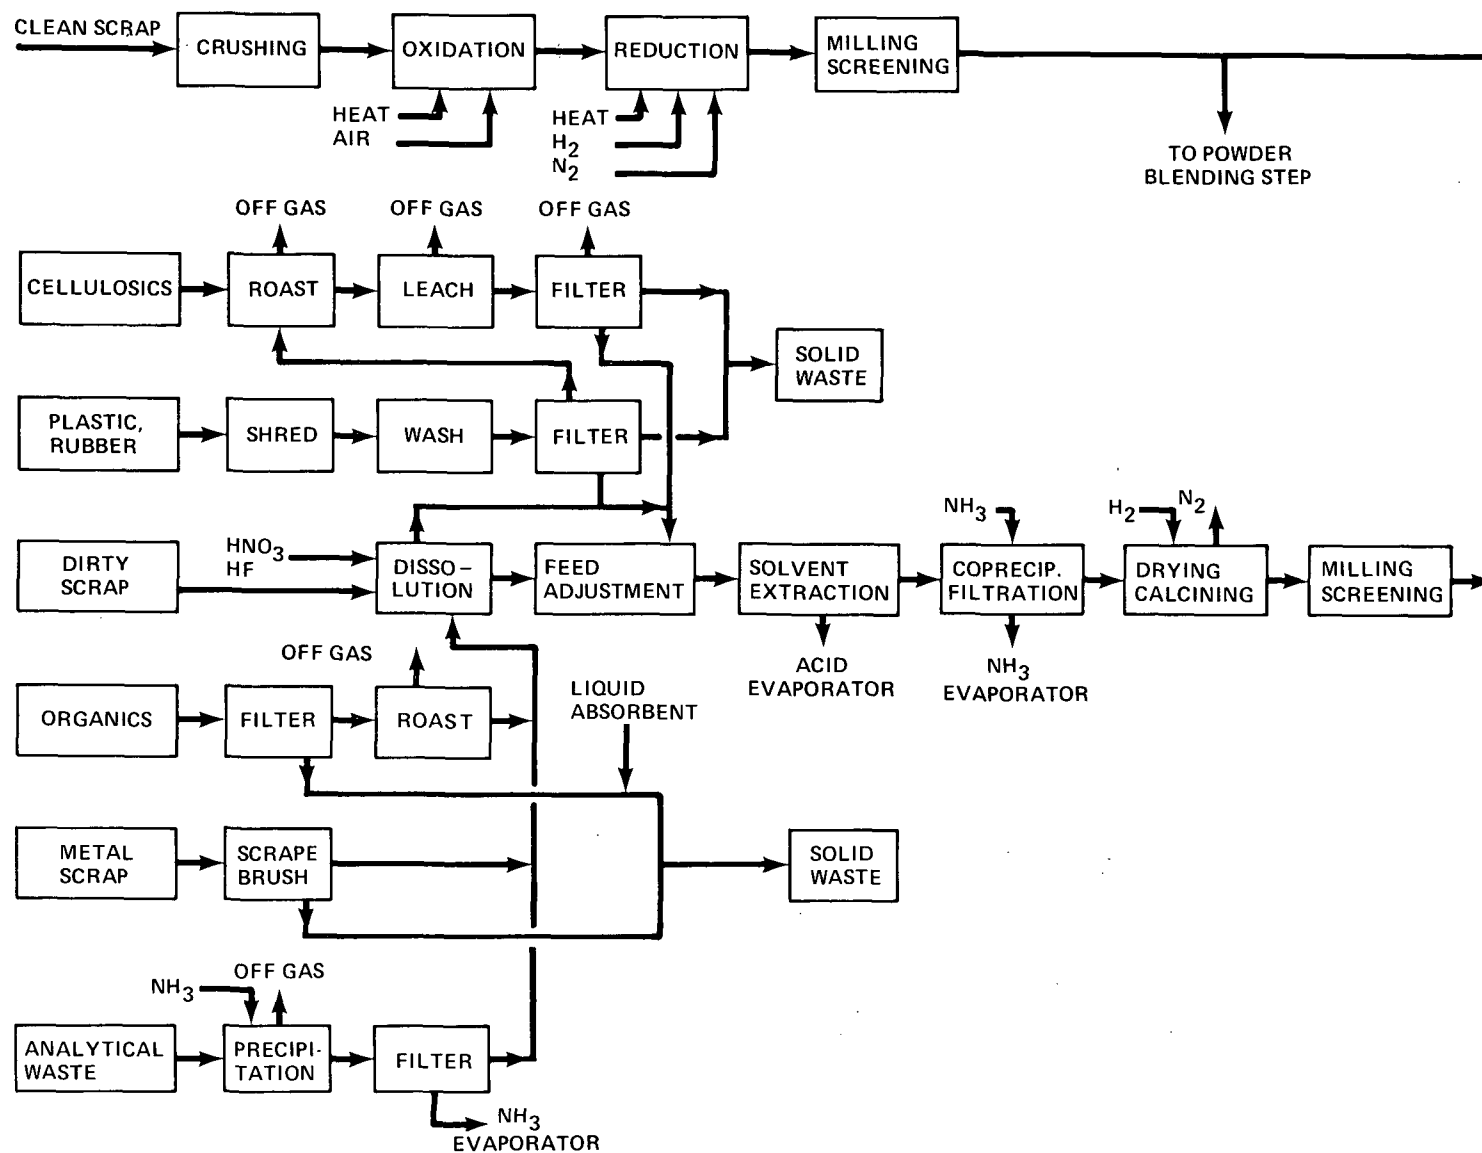 CLEAN SCRAP
CRUSHING
OXIDATION
REDUCTION
MILLING
SCREENING
HEAT
AIR
HEAT
H2
N2
TO POWDER
BLENDING STEP
OFF GAS
OFF GAS
OFF GAS
CELLULOSICS
ROAST
LEACH
FILTER
SOLID
WASTE
PLASTIC,
RUBBER
SHRED
WASH
FILTER
DIRTY
SCRAP
HNO3
HF
DISSO-
LUTION
FEED
ADJUSTMENT
SOLVENT
EXTRACTION
NH3
COPRECIP.
FILTRATION
H2
N2
DRYING
CALCINING
MILLING
SCREENING
ACID
EVAPORATOR
NH3
EVAPORATOR
OFF GAS
ORGANICS
FILTER
ROAST
LIQUID
ABSORBENT
METAL
SCRAP
SCRAPE
BRUSH
SOLID
WASTE
NH3
OFF GAS
ANALYTICAL
WASTE
PRECIPI-
TATION
FILTER
NH3
EVAPORATOR